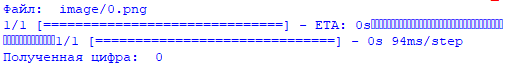 Файл:  image/0.png
1/1 [==============================] - ETA: 0s
1/1 [==============================] - 0s 94ms/step
Полученная цифра:  0